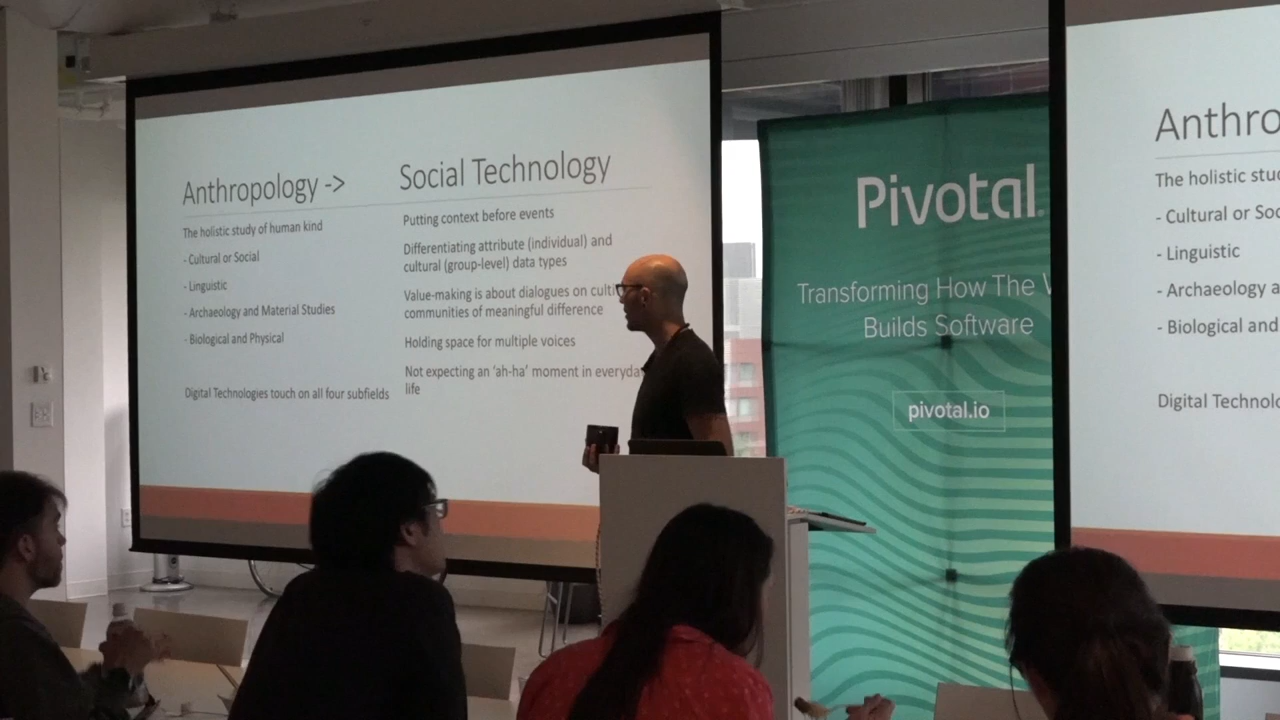 Anthropology ->
The holistic study of human kind
- Cultural or Social
- Linguistic
- Archaeology and Material Studies
- Biological and Physical
Digital Technologies touch on all four subfields
Social Technology
Putting context before events
Differentiating attribute (individual) and
cultural (group-level) data types
Value-making is about dialogues on
communities of meaningful difference
Holding space for multiple voices
Not expecting an 'ah-ha' moment in everyday
life
Pivotal
Transforming How The
Builds Software
pivotal.io
Anthro
The holistic
- Cultural or
- Linguistic
- Archaeology
- Biological and
Digital